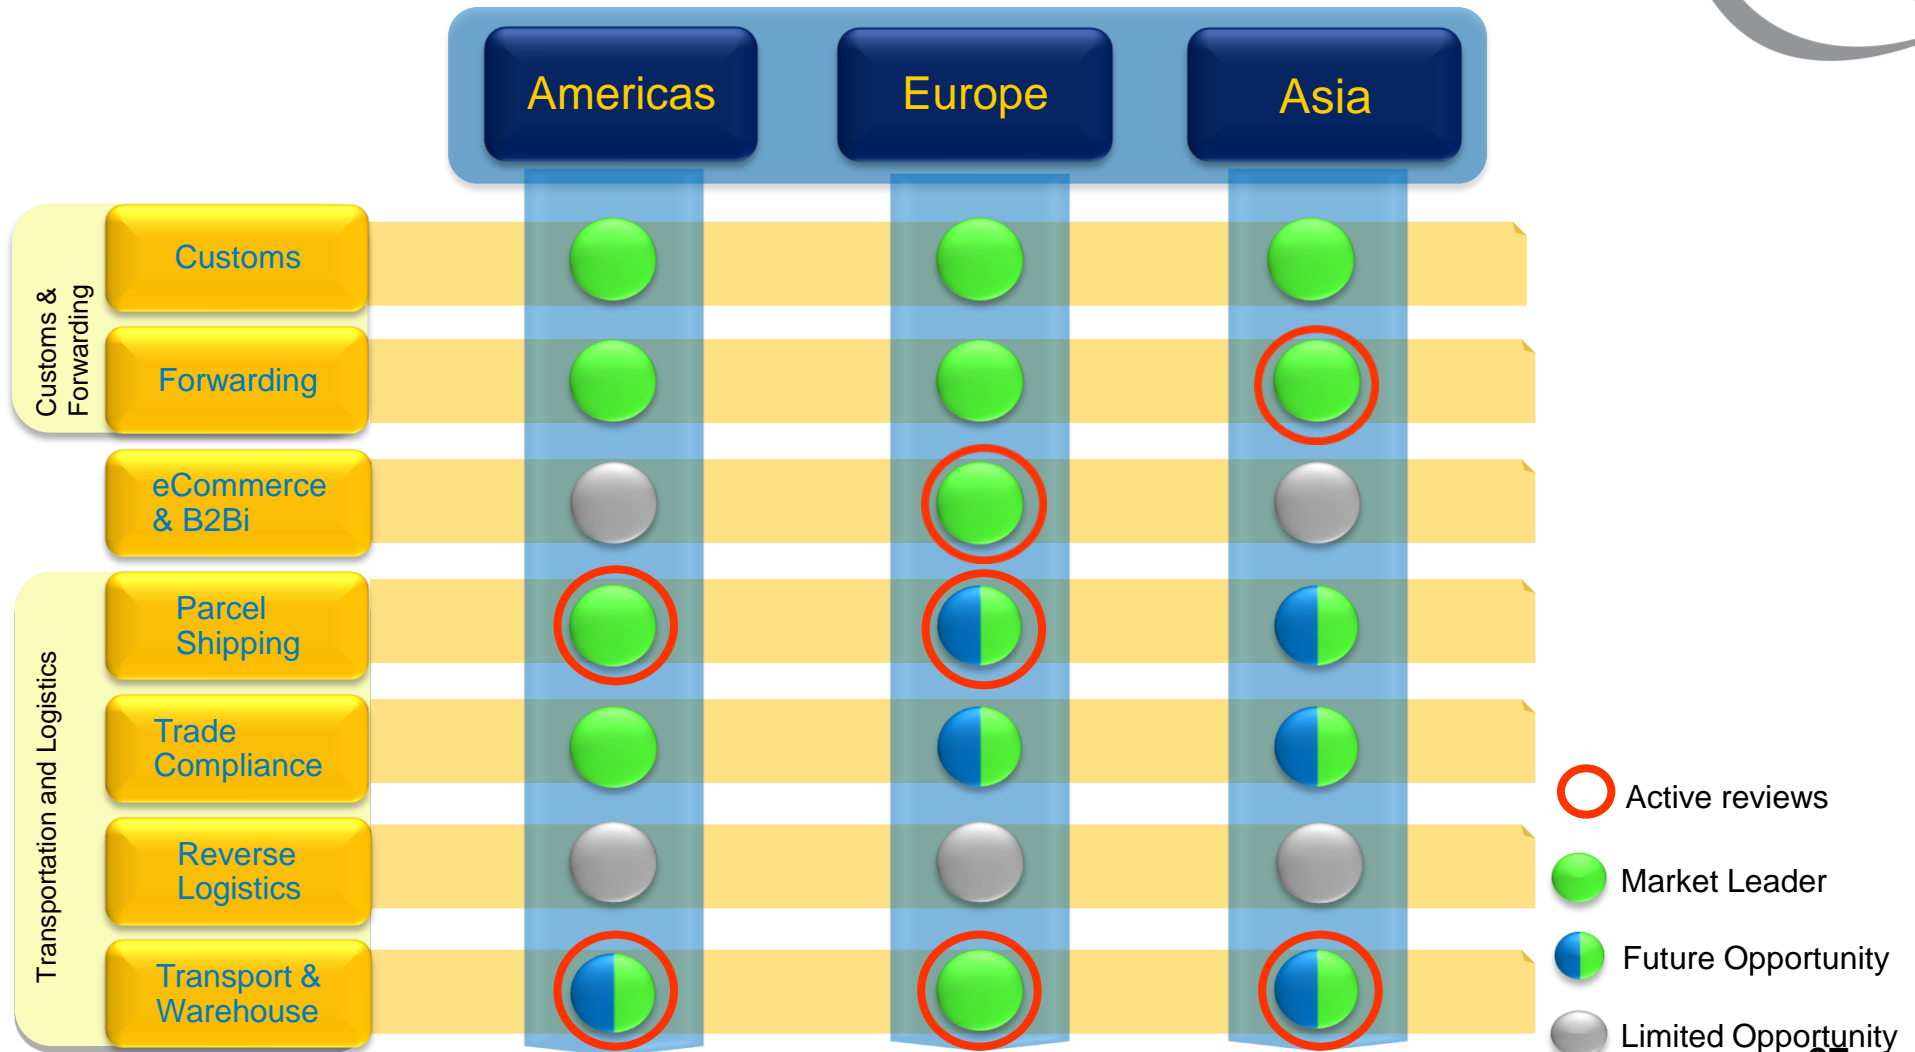 Americas
Europe
Asia
Customs &
Forwarding
Customs
Forwarding
eCommerce
& B2Bi
Transportation and Logistics
Parcel
Shipping
Trade
Compliance
Reverse
Logistics
Transport &
Warehouse
Active reviews
Market Leader
Future Opportunity
Limited Opportunity